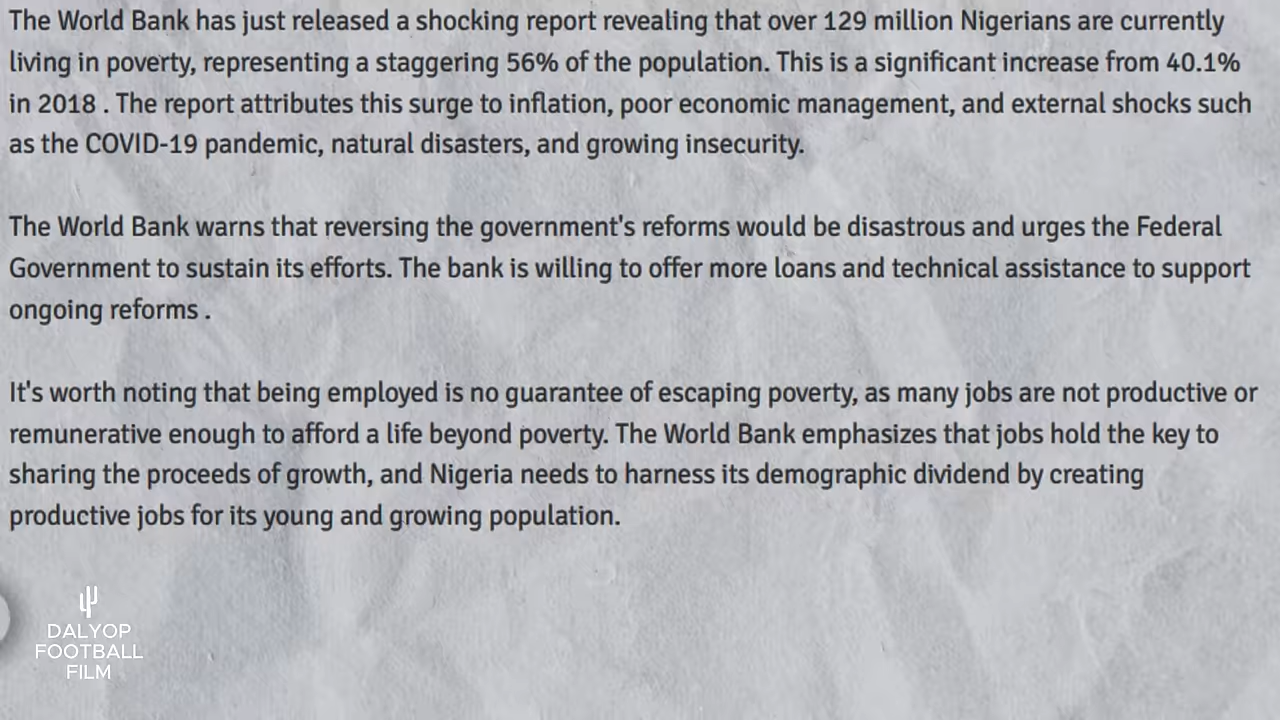 The World Bank has just released a shocking report revealing that over 129 million Nigerians are currently
living in poverty, representing a staggering 56% of the population. This is a significant increase from 40.1%
in 2018 . The report attributes this surge to inflation, poor economic management, and external shocks such
as the COVID-19 pandemic, natural disasters, and growing insecurity.
The World Bank warns that reversing the government's reforms would be disastrous and urges the Federal
Government to sustain its efforts. The bank is willing to offer more loans and technical assistance to support
ongoing reforms .
It's worth noting that being employed is no guarantee of escaping poverty, as many jobs are not productive or
remunerative enough to afford a life beyond poverty. The World Bank emphasizes that jobs hold the key to
sharing the proceeds of growth, and Nigeria needs to harness its demographic dividend by creating
productive jobs for its young and growing population.
DALYOP
FOOTBALL
FILM